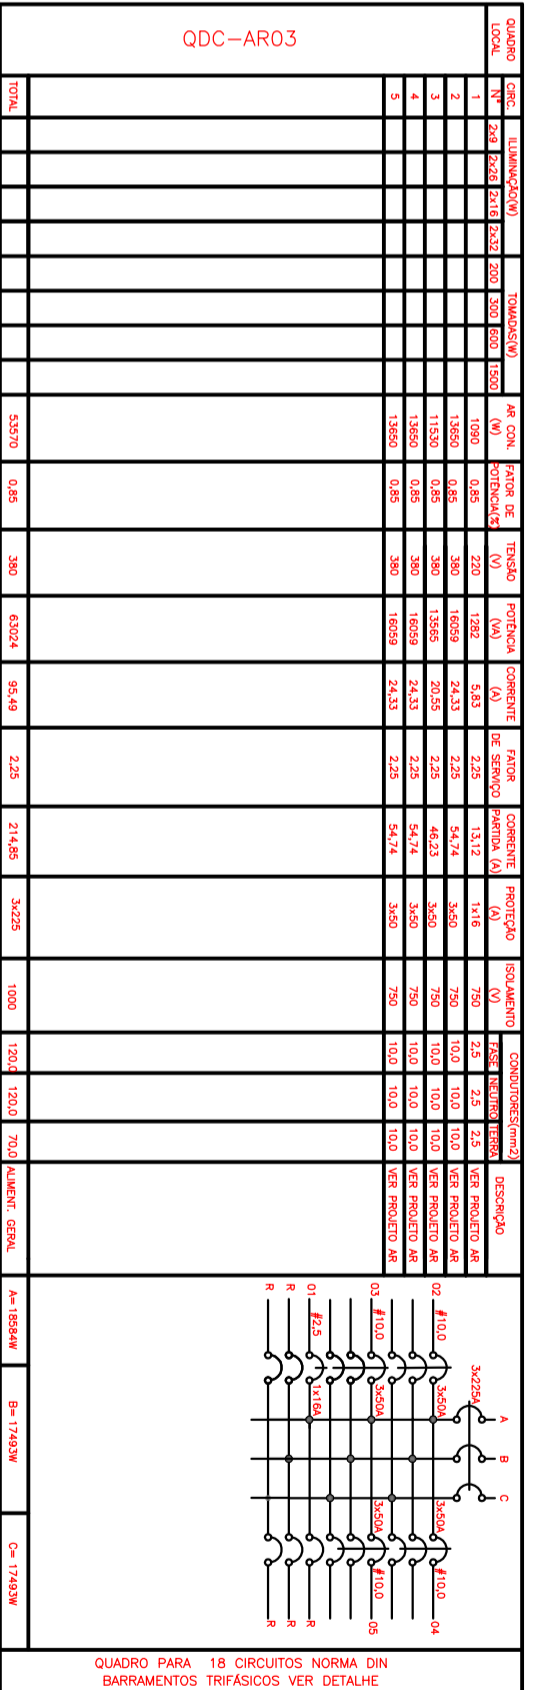 QUADRO LOCAL
CIRC. Nº
ILUMINAÇÃO(W)
2x9 2x26 2x16 2x32
TOMADAS(W)
200 300 600 1500
AR CON. (W)
FATOR DE POTÊNCIA(%)
TENSÃO (V)
POTÊNCIA (VA)
CORRENTE (A)
FATOR DE SERVIÇO
CORRENTE PARTIDA (A)
PROTEÇÃO (A)
ISOLAMENTO (V)
CONDUTORES(mm2)
FASE NEUTRO TERRA
DESCRIÇÃO
QDC-AR03
1 1090 0,85 220 1282 5,83 2,25 13,12 1x16 750 2,5 2,5 2,5 VER PROJETO AR
2 13650 0,85 380 16059 24,33 2,25 54,74 3x50 750 10,0 10,0 10,0 VER PROJETO AR
3 11530 0,85 380 13565 20,55 2,25 46,23 3x50 750 10,0 10,0 10,0 VER PROJETO AR
4 13650 0,85 380 16059 24,33 2,25 54,74 3x50 750 10,0 10,0 10,0 VER PROJETO AR
5 13650 0,85 380 16059 24,33 2,25 54,74 3x50 750 10,0 10,0 10,0 VER PROJETO AR
TOTAL 53570 0,85 380 63024 95,49 2,25 214,85 3x225 1000 120,0 120,0 70,0 ALIMENT. GERAL
A=18584W B= 17493W C= 17493W
3x225A
A B C
02 #10,0 3x50A 3x50A #10,0 04
03 #10,0 3x50A 3x50A #10,0 05
01 #2,5 1x16A R
R R
R R
QUADRO PARA 18 CIRCUITOS NORMA DIN
BARRAMENTOS TRIFÁSICOS VER DETALHE